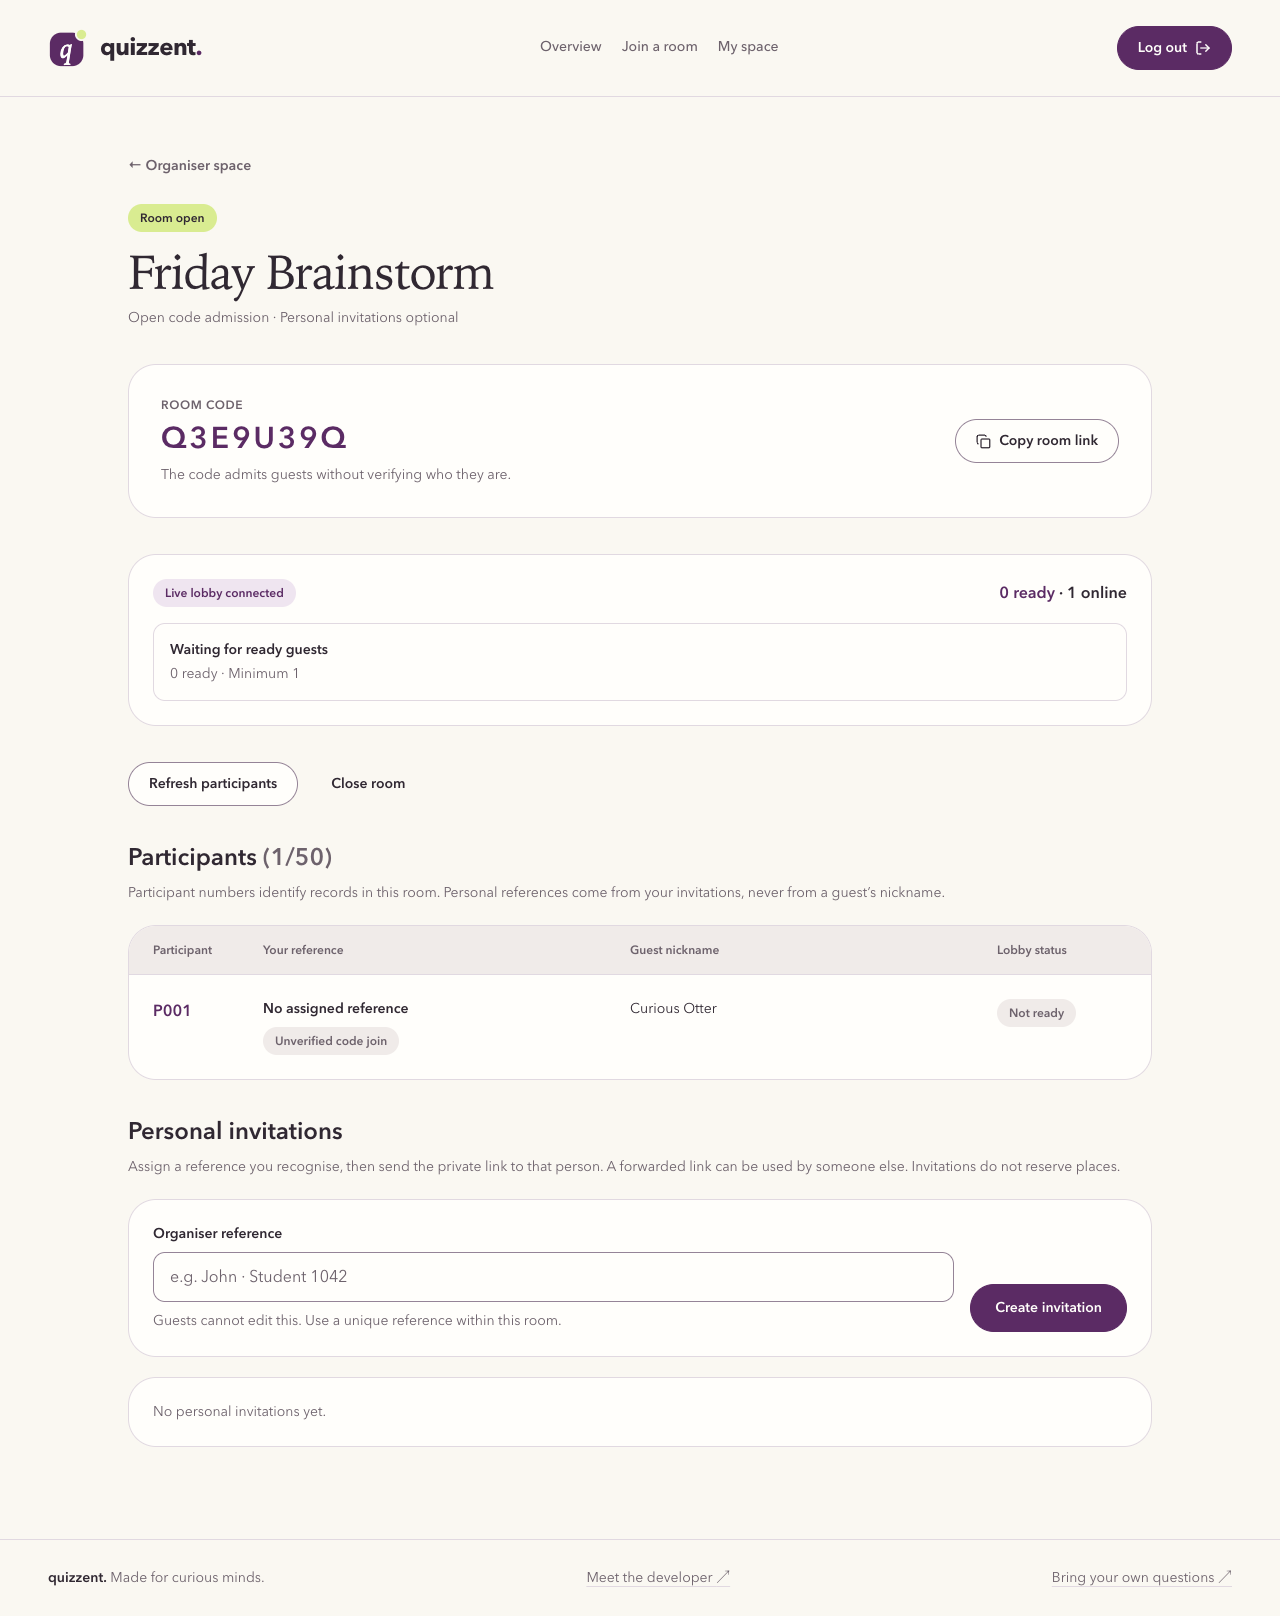 q quizzent.
Overview Join a room My space
Log out
← Organiser space
Room open
Friday Brainstorm
Open code admission · Personal invitations optional
ROOM CODE
Q3E9U39Q
The code admits guests without verifying who they are.
Copy room link
Live lobby connected
0 ready · 1 online
Waiting for ready guests
0 ready · Minimum 1
Refresh participants
Close room
Participants (1/50)
Participant numbers identify records in this room. Personal references come from your invitations, never from a guest’s nickname.
Participant Your reference Guest nickname Lobby status
P001 No assigned reference Curious Otter Not ready
Unverified code join
Personal invitations
Assign a reference you recognise, then send the private link to that person. A forwarded link can be used by someone else. Invitations do not reserve places.
Organiser reference
e.g. John · Student 1042
Guests cannot edit this. Use a unique reference within this room.
Create invitation
No personal invitations yet.
quizzent. Made for curious minds.
Meet the developer ↗
Bring your own questions ↗